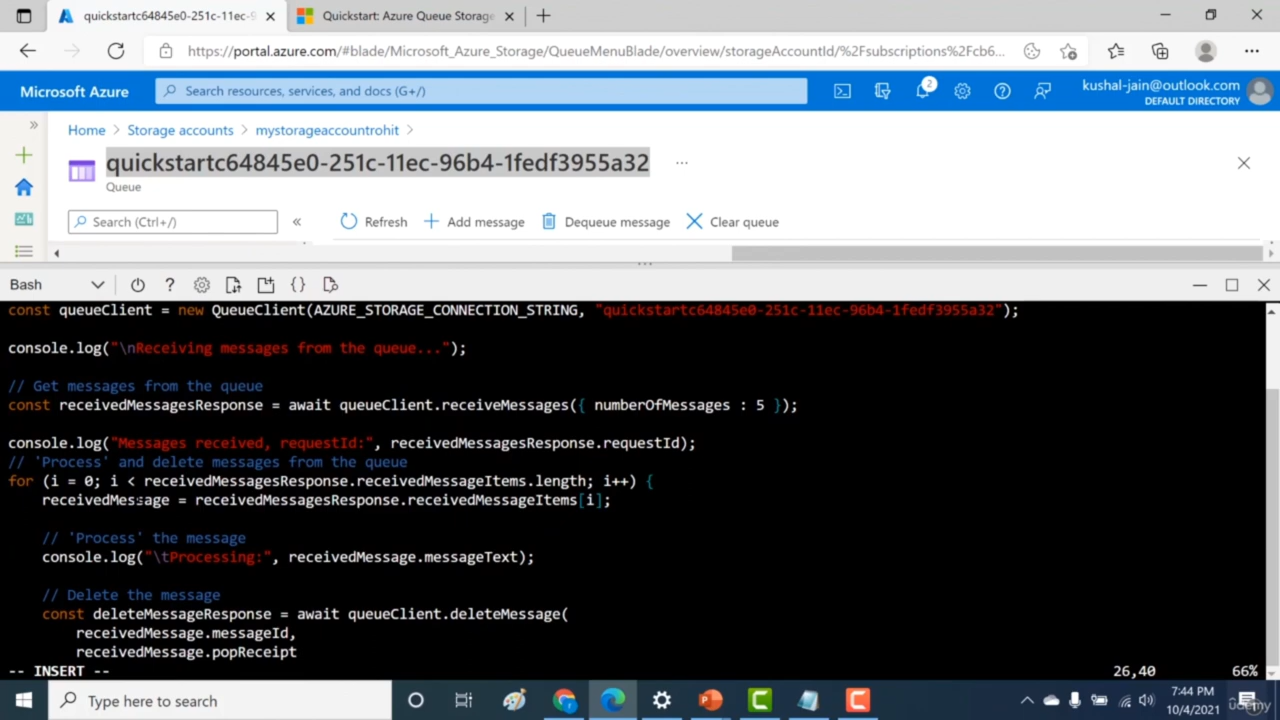 quickstartc64845e0-251c-11ec-9
Quickstart: Azure Queue Storage
https://portal.azure.com/#blade/Microsoft_Azure_Storage/QueueMenuBlade/overview/storageAccountId/%2Fsubscriptions%2Fcb6...
Microsoft Azure
Search resources, services, and docs (G+/)
2
kushal-jain@outlook.com
DEFAULT DIRECTORY
Home > Storage accounts > mystorageaccountrohit >
quickstartc64845e0-251c-11ec-96b4-1fedf3955a32 ...
Queue
Search (Ctrl+/) « Refresh Add message Dequeue message Clear queue
Bash
const queueClient = new QueueClient(AZURE_STORAGE_CONNECTION_STRING, "quickstartc64845e0-251c-11ec-96b4-1fedf3955a32");
console.log("\nReceiving messages from the queue...");
// Get messages from the queue
const receivedMessagesResponse = await queueClient.receiveMessages({ numberOfMessages : 5 });
console.log("Messages received, requestId:", receivedMessagesResponse.requestId);
// 'Process' and delete messages from the queue
for (i = 0; i < receivedMessagesResponse.receivedMessageItems.length; i++) {
receivedMessage = receivedMessagesResponse.receivedMessageItems[i];
// 'Process' the message
console.log("\tProcessing:", receivedMessage.messageText);
// Delete the message
const deleteMessageResponse = await queueClient.deleteMessage(
receivedMessage.messageId,
receivedMessage.popReceipt
-- INSERT -- 26,40 66%
Type here to search
7:44 PM
10/4/2021
ûdemy